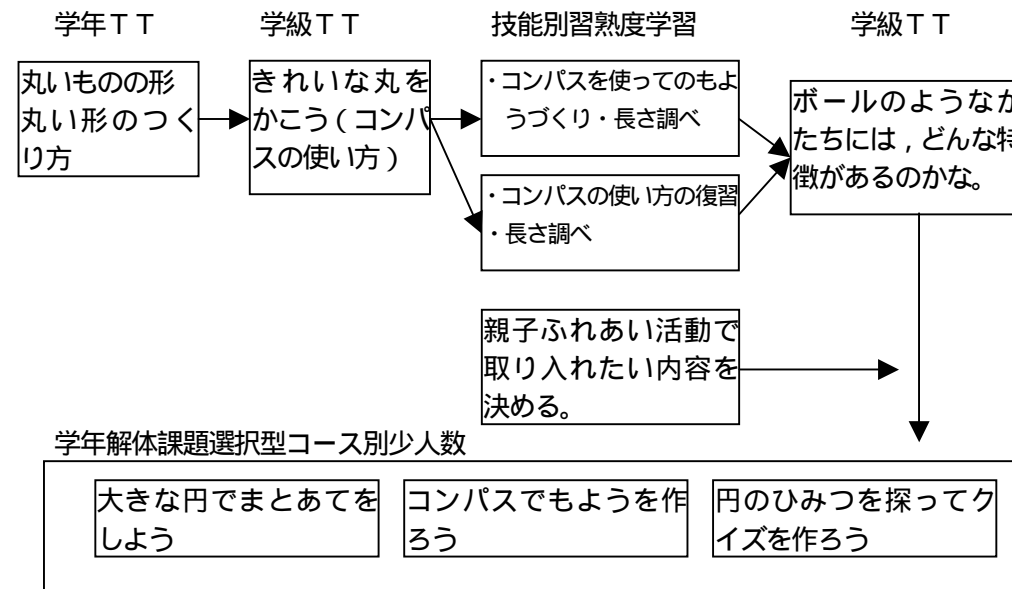 学年ＴＴ
学級ＴＴ
技能別習熟度学習
学級ＴＴ
丸いものの形
丸い形のつく
り方
きれいな丸を
かこう（コンパ
スの使い方）
・コンパスを使ってのもよ
うづくり・長さ調べ
・コンパスの使い方の復習
・長さ調べ
ボールのようなか
たちには，どんな特
徴があるのかな。
親子ふれあい活動で
取り入れたい内容を
決める。
学年解体課題選択型コース別少人数
大きな円でまとあてを
しよう
コンパスでもようを作
ろう
円のひみつを探ってク
イズを作ろう